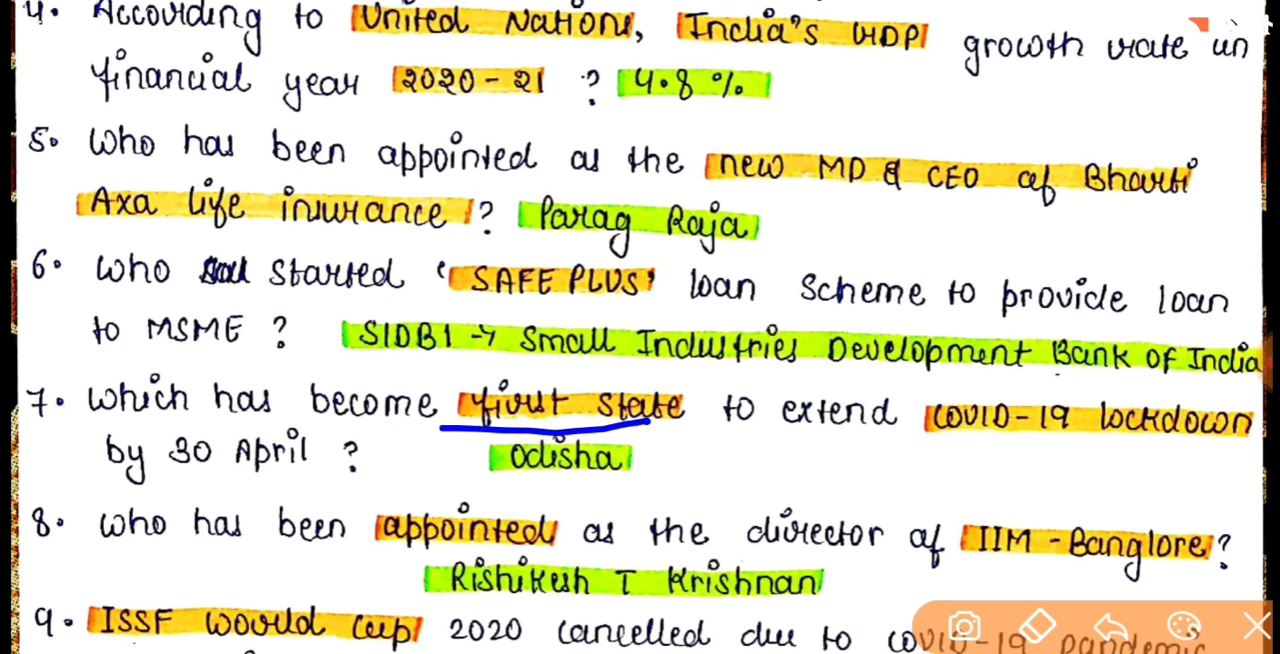 4. According to United Nations, India's GDP growth rate in
financial year 2020-21 ? 4.8 %
5. Who has been appointed as the new MD & CEO of Bharti
Axa life insurance ? Parag Raja
6. who started 'SAFE PLUS' loan Scheme to provide loan
to MSME ? SIDBI → Small Industries Development Bank of India
7. which has become first state to extend COVID-19 lockdown
by 30 April ? Odisha
8. who has been appointed as the director of IIM - Banglore ?
Rishikesh T Krishnan
9. ISSF world Cup 2020 cancelled due to COVID-19 pandemic